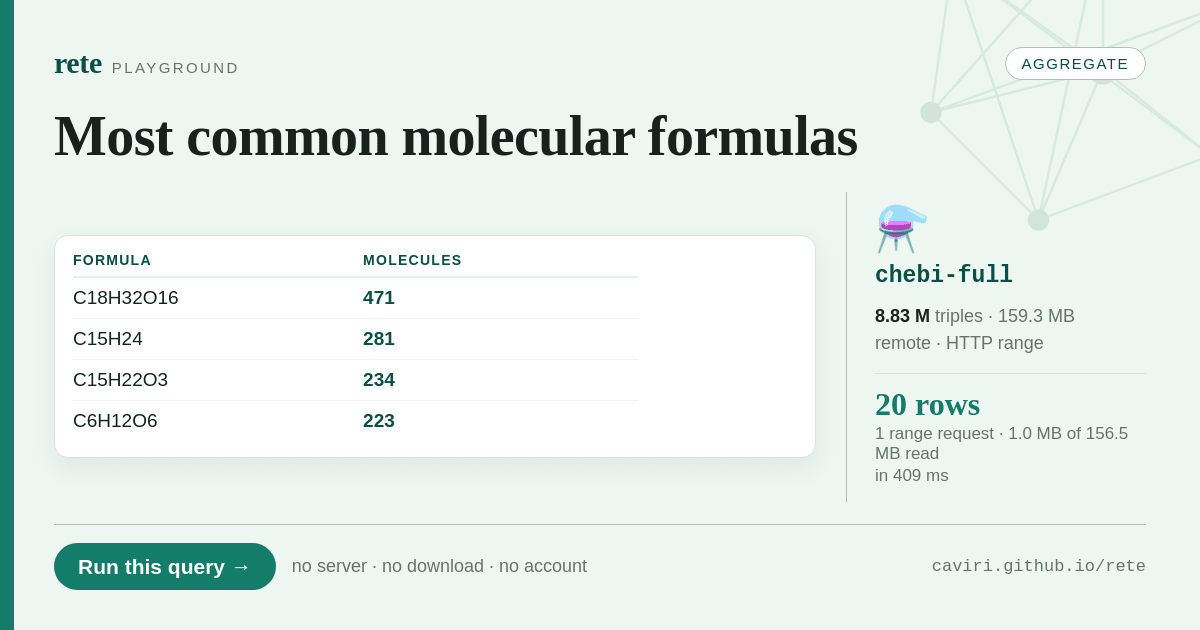 rete PLAYGROUND
AGGREGATE
Most common molecular formulas
FORMULA MOLECULES
C18H32O16 471
C15H24 281
C15H22O3 234
C6H12O6 223
chebi-full
8.83 M triples · 159.3 MB
remote · HTTP range
20 rows
1 range request · 1.0 MB of 156.5
MB read
in 409 ms
Run this query →
no server · no download · no account
caviri.github.io/rete